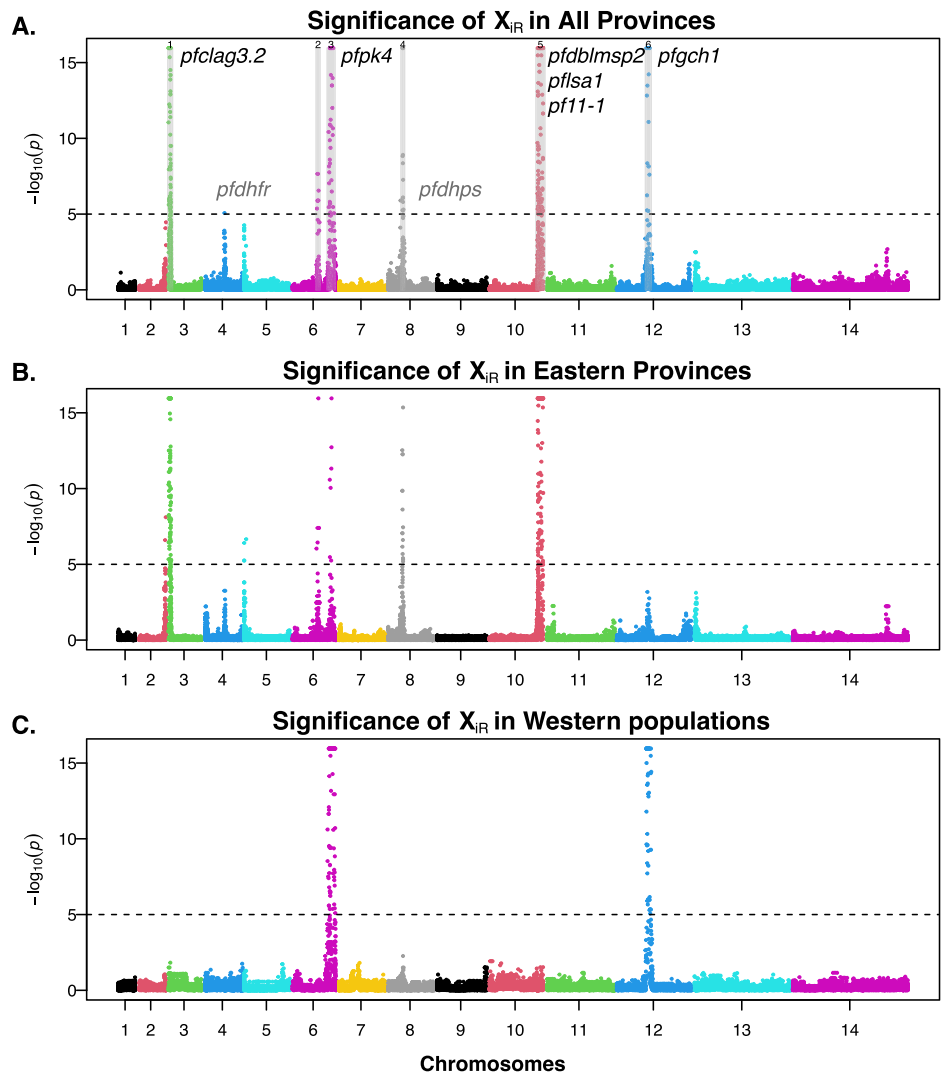 A. Significance of XiR in All Provinces
1 2 3 4 5 6
pfclag3.2 pfpk4 pfdblmsp2 pfgch1
pflsa1
pf11-1
pfdhfr pfdhps
−log10(p)
15
10
5
0
1 2 3 4 5 6 7 8 9 10 11 12 13 14
B. Significance of XiR in Eastern Provinces
−log10(p)
15
10
5
0
1 2 3 4 5 6 7 8 9 10 11 12 13 14
C. Significance of XiR in Western populations
−log10(p)
15
10
5
0
1 2 3 4 5 6 7 8 9 10 11 12 13 14
Chromosomes